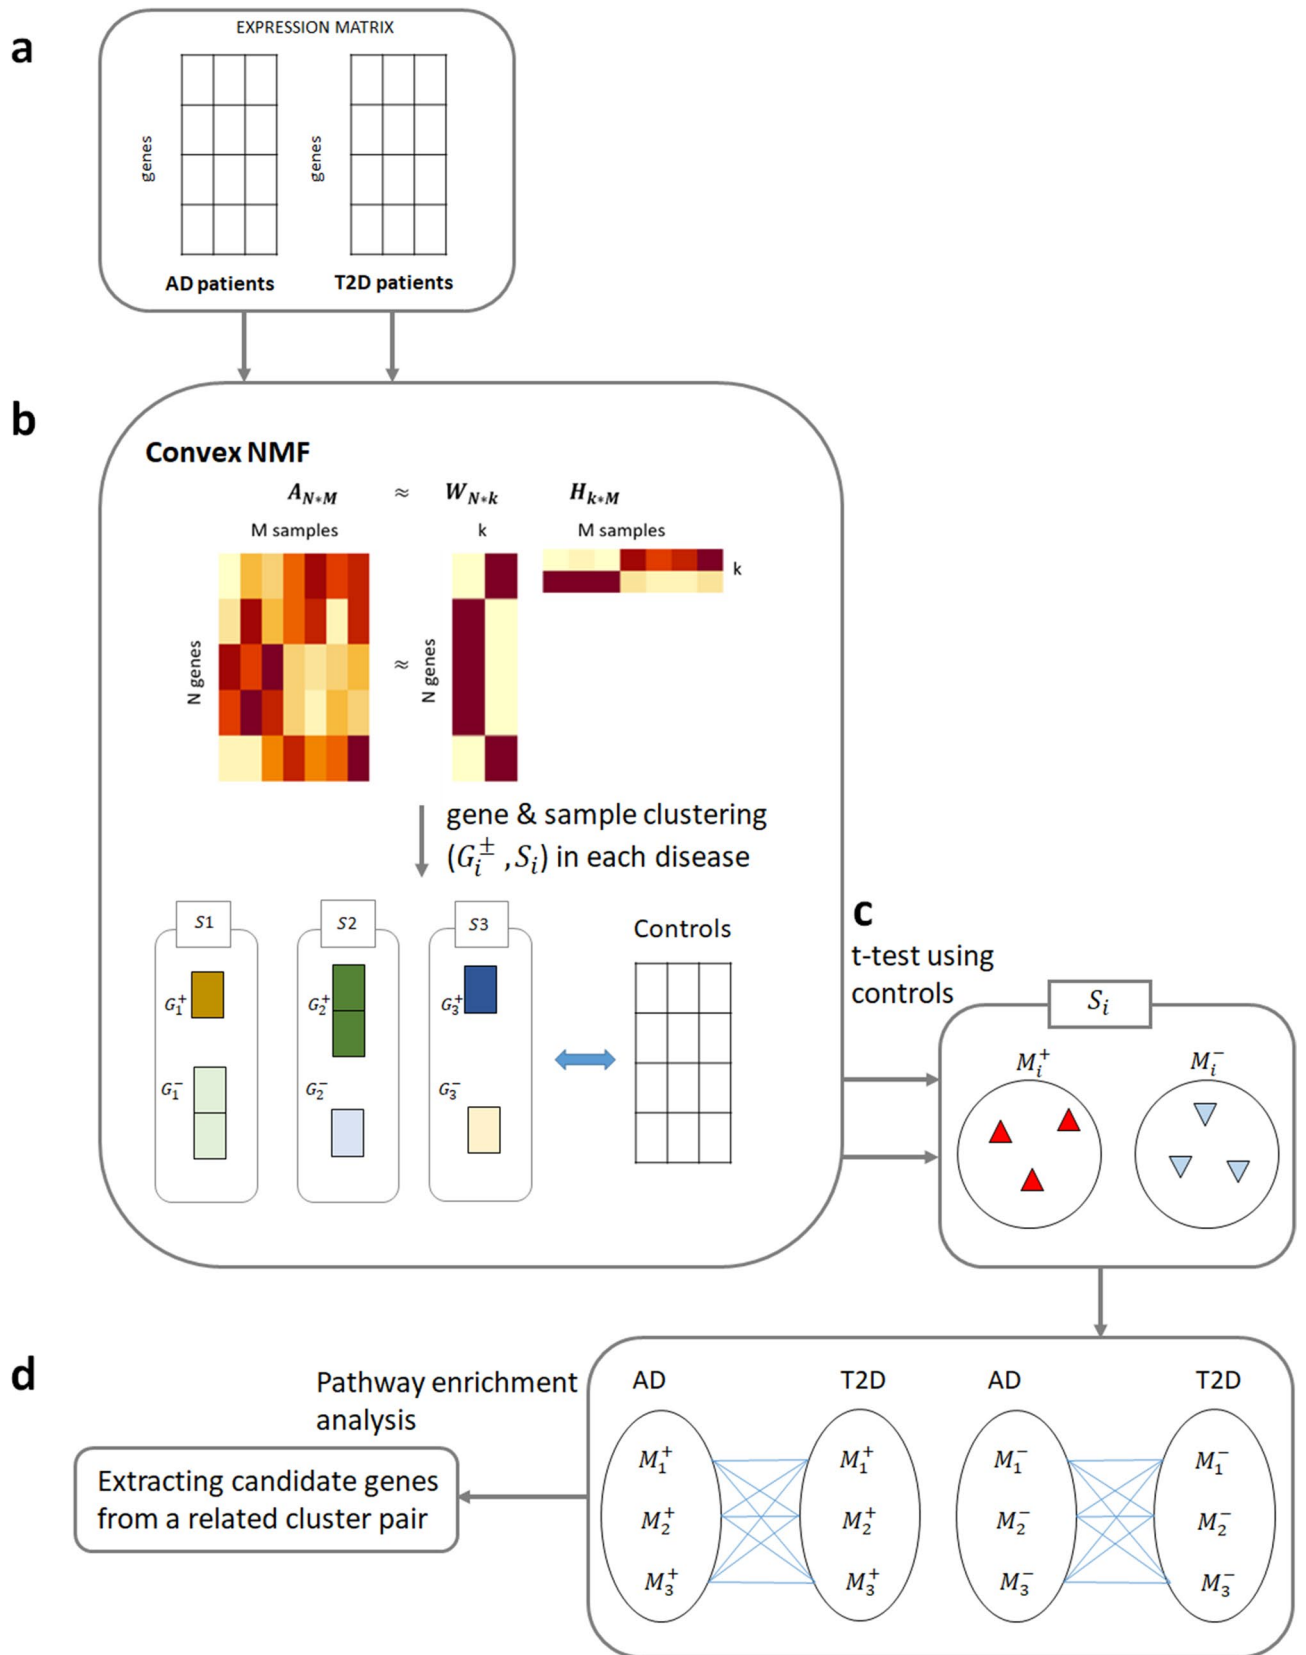 a
EXPRESSION MATRIX
genes
genes
AD patients
T2D patients
b
Convex NMF
A_{N*M} ≈ W_{N*k} H_{k*M}
M samples
k
M samples
k
N genes
≈
N genes
gene & sample clustering
(G_i^±, S_i) in each disease
S1
S2
S3
Controls
G_1^+
G_2^+
G_3^+
G_1^-
G_2^-
G_3^-
c
t-test using
controls
S_i
M_i^+
M_i^-
d
Pathway enrichment
analysis
Extracting candidate genes
from a related cluster pair
AD
T2D
AD
T2D
M_1^+
M_1^+
M_1^-
M_1^-
M_2^+
M_2^+
M_2^-
M_2^-
M_3^+
M_3^+
M_3^-
M_3^-